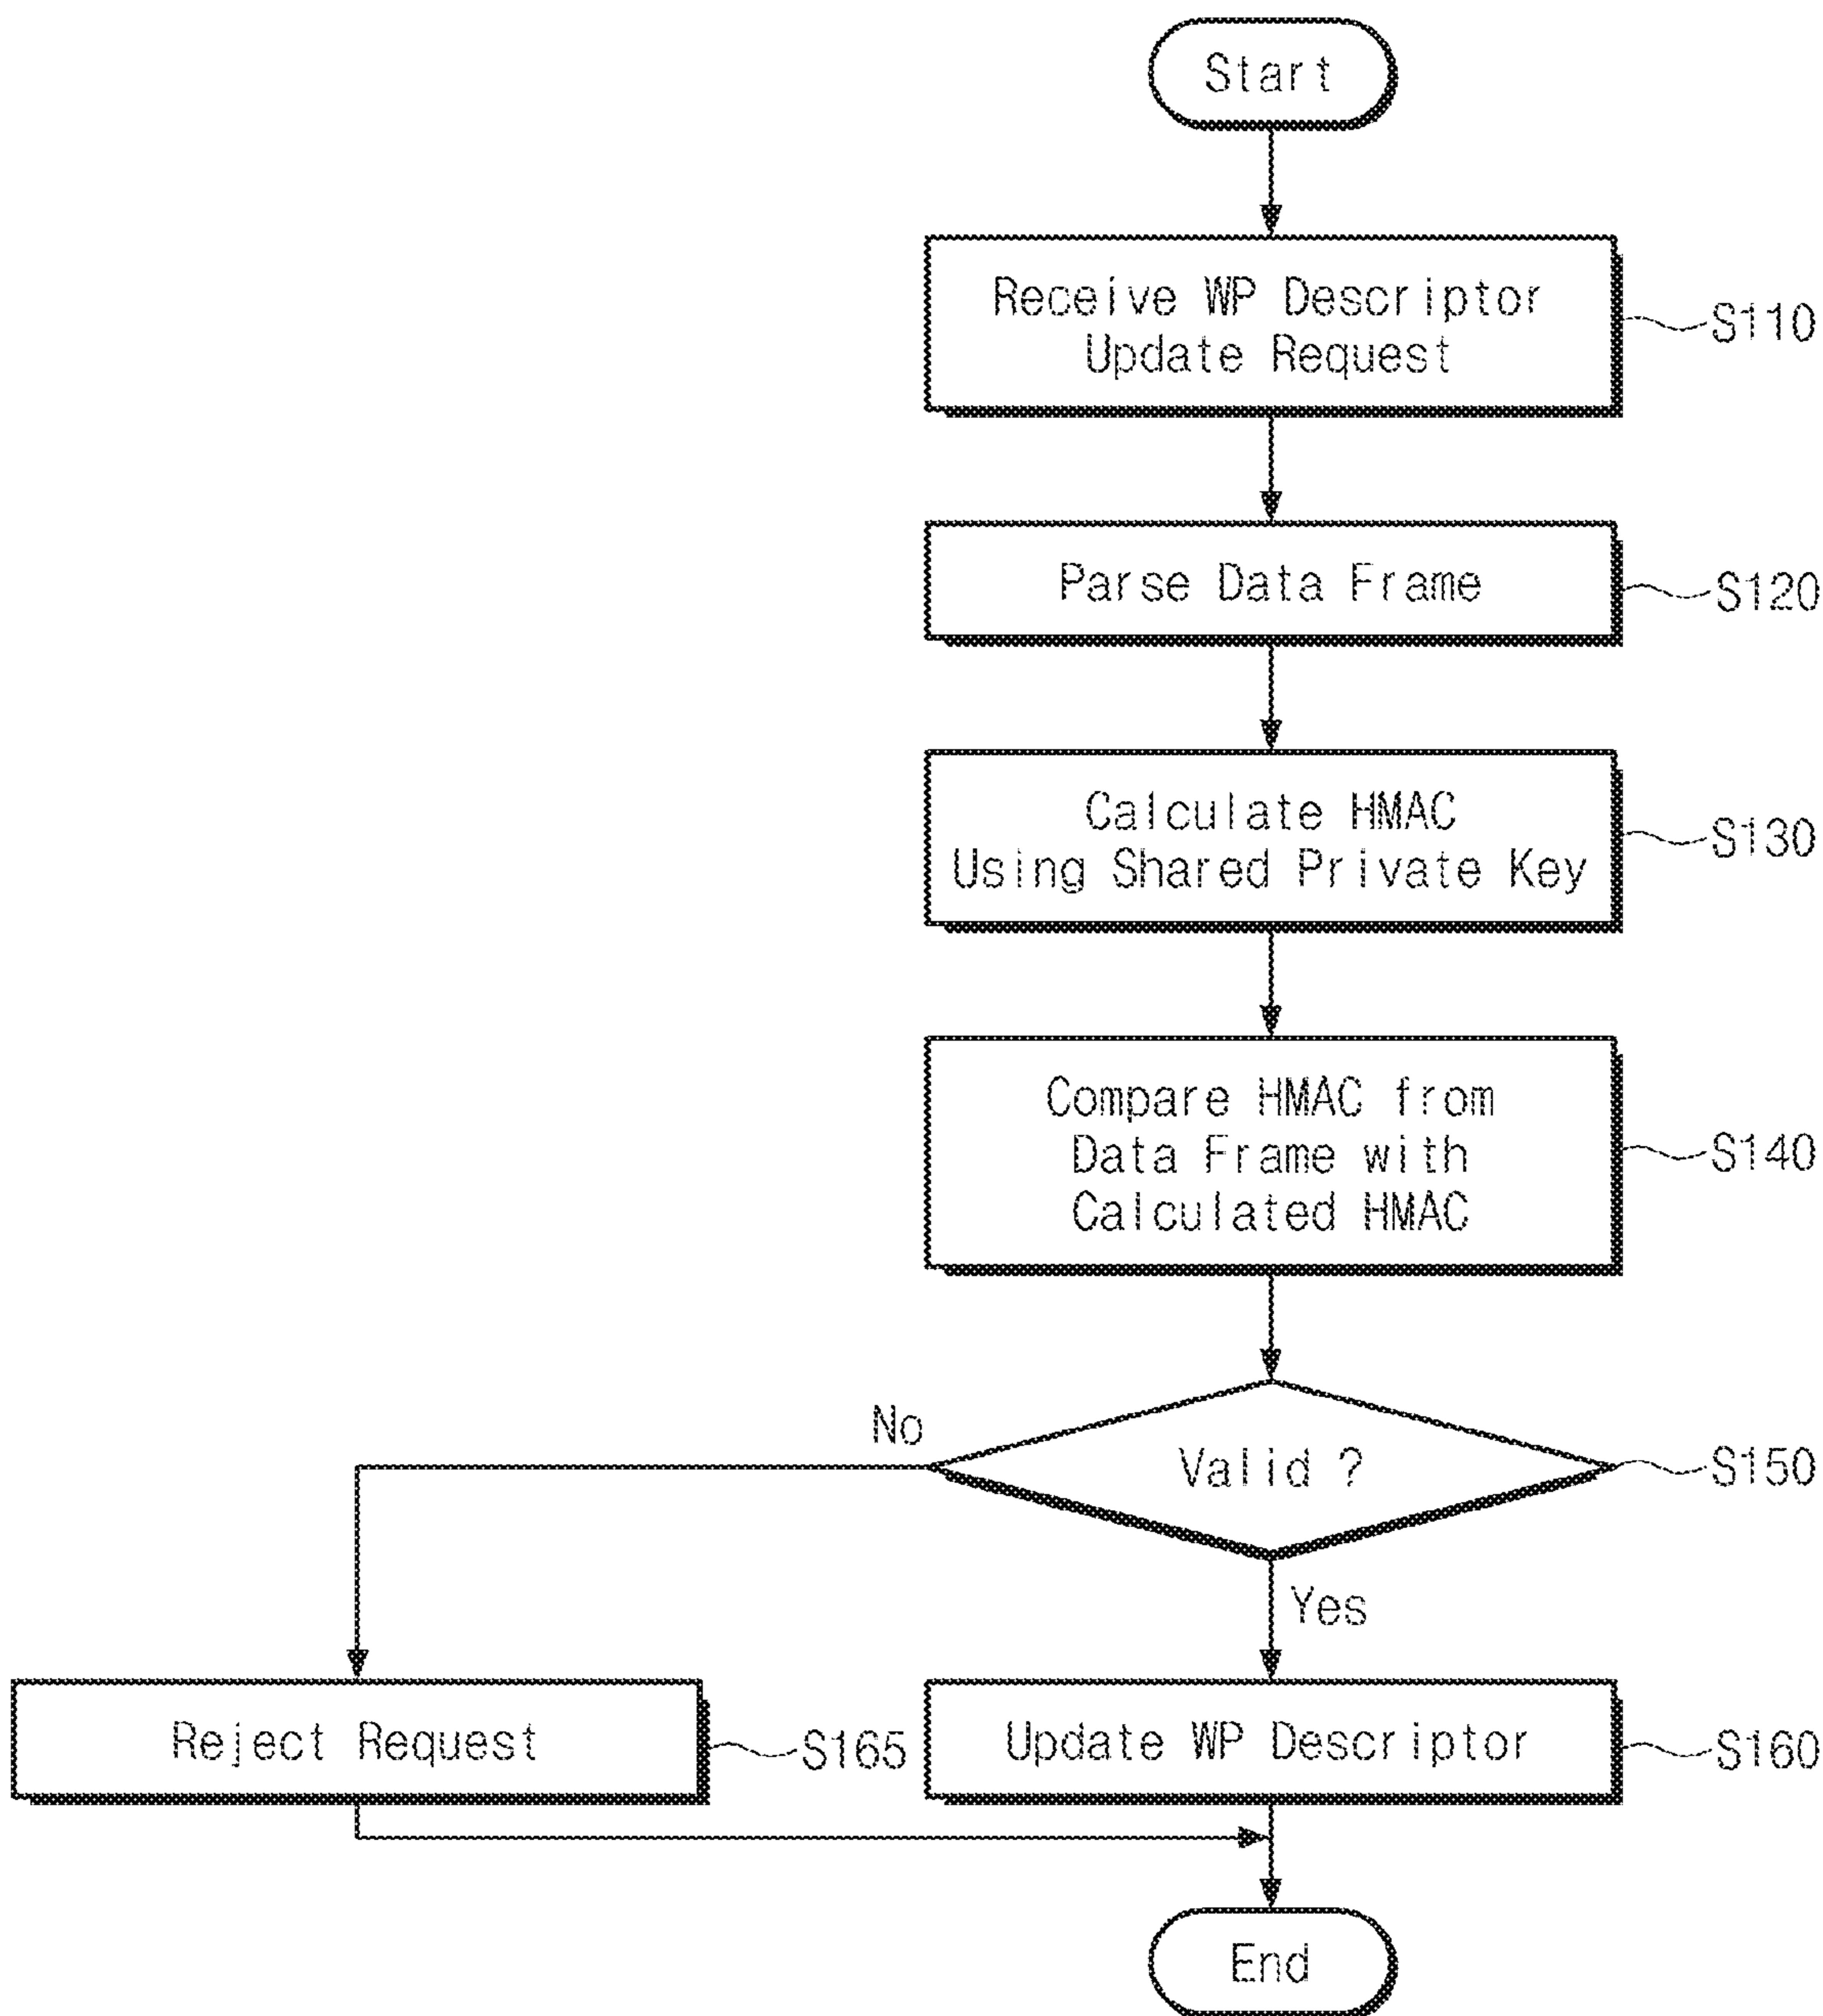 Start
Receive WP Descriptor
Update Request
S110
Parse Data Frame
S120
Calculate HMAC
Using Shared Private Key
S130
Compare HMAC from
Data Frame with
Calculated HMAC
S140
No
Valid ?
S150
Yes
Reject Request
S165
Update WP Descriptor
S160
End